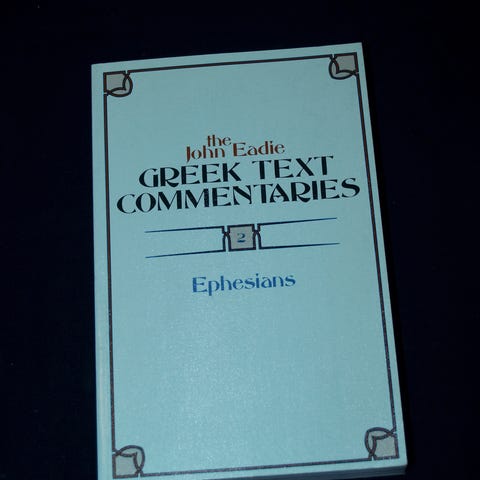 the
John Eadie
GREEK TEXT
COMMENTARIES
2
Ephesians